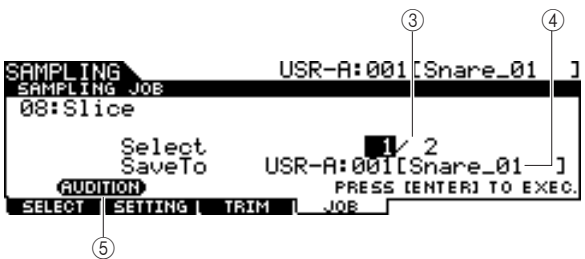 ③ ④
SAMPLING USR-A:001[Snare_01 ]
SAMPLING JOB
08:Slice
Select 1/ 2
SaveTo USR-A:001[Snare_01 ]
AUDITION PRESS [ENTER] TO EXEC.
SELECT SETTING TRIM JOB
⑤